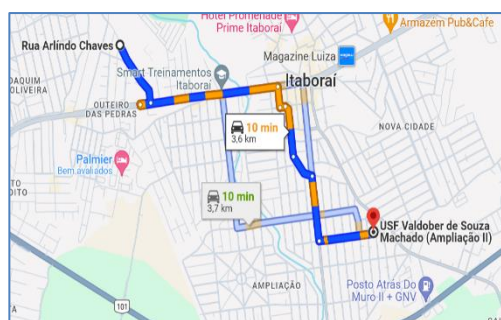 Hotel Promenade
Prime Itaboraí
Armazém Pub&Cafe
Rua Arlindo Chaves
Magazine Luiza
Smart Treinamentos
Itaboraí
Itaboraí
JOAQUIM
OLIVEIRA
OUTEIRO
DAS PEDRAS
NOVA CIDADE
10 min
3,6 km
Palmier
Bem avaliados
10 min
3,7 km
USF Valdober de Souza
Machado (Ampliação II)
AMPLIAÇÃO
Posto Atrás Do
Muro II + GNV
101